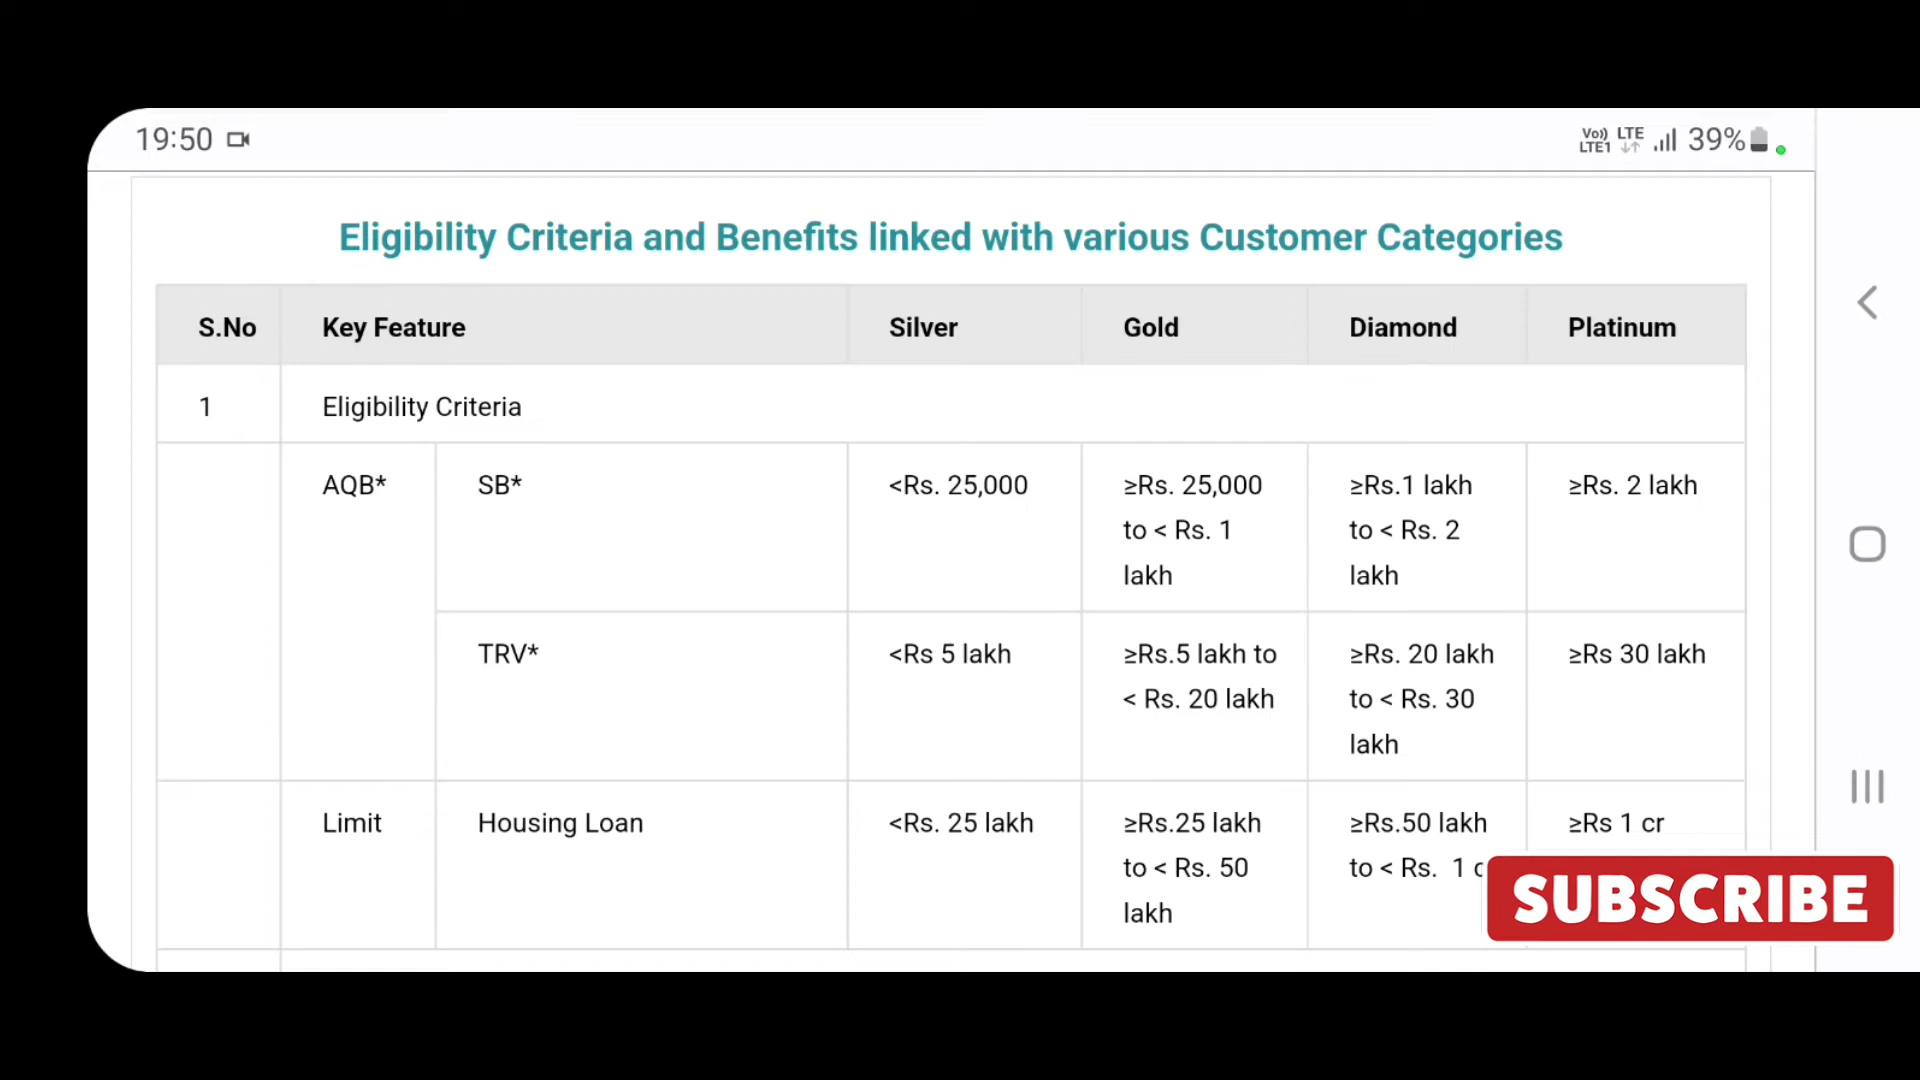 19:50
Vo)) LTE1 LTE 39%
Eligibility Criteria and Benefits linked with various Customer Categories
S.No Key Feature Silver Gold Diamond Platinum
1 Eligibility Criteria
AQB* SB* <Rs. 25,000 ≥Rs. 25,000 ≥Rs.1 lakh ≥Rs. 2 lakh
to < Rs. 1 to < Rs. 2
lakh lakh
TRV* <Rs 5 lakh ≥Rs.5 lakh to ≥Rs. 20 lakh ≥Rs 30 lakh
< Rs. 20 lakh to < Rs. 30
lakh
Limit Housing Loan <Rs. 25 lakh ≥Rs.25 lakh ≥Rs.50 lakh ≥Rs 1 cr
to < Rs. 50 to < Rs. 1
lakh
SUBSCRIBE